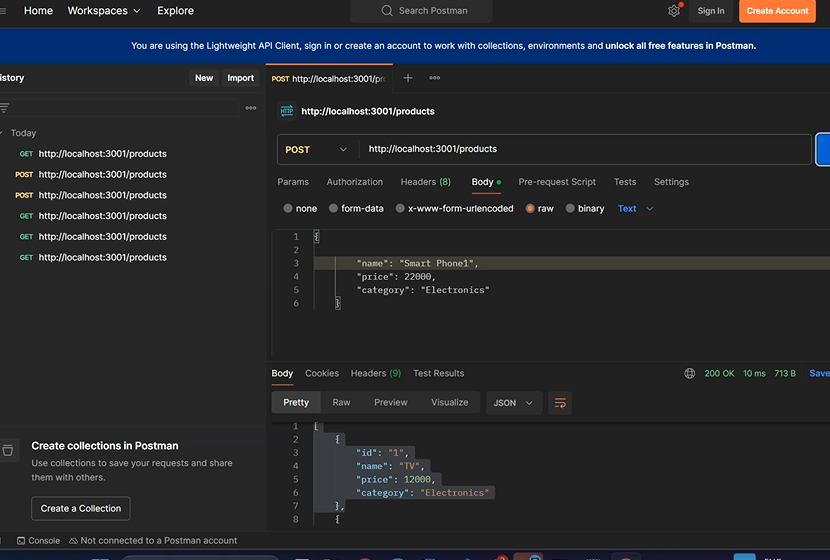 Home Workspaces Explore Search Postman Sign In Create Account
You are using the Lightweight API Client, sign in or create an account to work with collections, environments and unlock all free features in Postman.
istory New Import
POST http://localhost:3001/pr
HTTP http://localhost:3001/products
Today
GET http://localhost:3001/products
POST http://localhost:3001/products
POST http://localhost:3001/products
GET http://localhost:3001/products
GET http://localhost:3001/products
GET http://localhost:3001/products
POST http://localhost:3001/products
Params Authorization Headers (8) Body Pre-request Script Tests Settings
none form-data x-www-form-urlencoded raw binary Text
1 {
2
3 "name": "Smart Phone1",
4 "price": 22000,
5 "category": "Electronics"
6 }
Body Cookies Headers (9) Test Results 200 OK 10 ms 713 B Save
Pretty Raw Preview Visualize JSON
1 [
2 {
3 "id": "1",
4 "name": "TV",
5 "price": 12000,
6 "category": "Electronics"
7 },
8 {
Create collections in Postman
Use collections to save your requests and share
them with others.
Create a Collection
Console Not connected to a Postman account